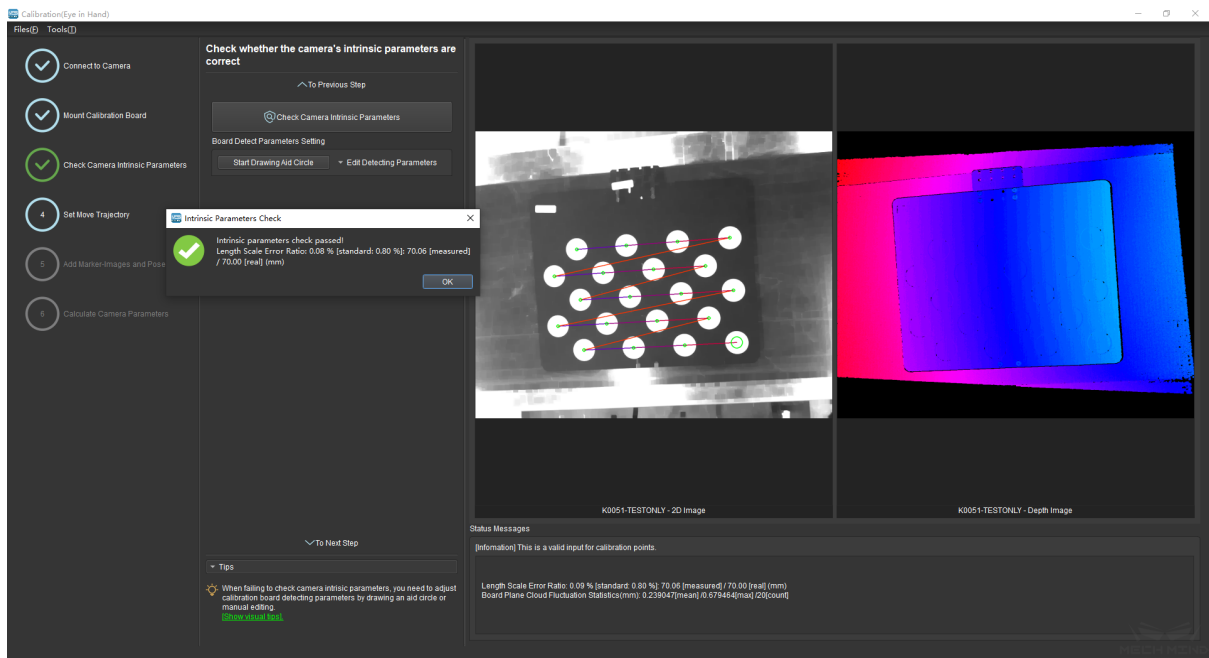 Calibration(Eye in Hand)
Files(F) Tools(T)
Connect to Camera
Mount Calibration Board
Check Camera Intrinsic Parameters
4 Set Move Trajectory
5 Add Marker-Images and Pose
6 Calculate Camera Parameters
Check whether the camera's intrinsic parameters are
correct
To Previous Step
Check Camera Intrinsic Parameters
Board Detect Parameters Setting
Start Drawing Aid Circle Edit Detecting Parameters
Intrinsic Parameters Check
Intrinsic parameters check passed!
Length Scale Error Ratio: 0.08 % [standard: 0.80 %]: 70.06 [measured]
/ 70.00 [real] (mm)
OK
To Next Step
Tips
When failing to check camera intrisic parameters, you need to adjust
calibration board detecting parameters by drawing an aid circle or
manual editing.
[Show visual tips].
K0051-TESTONLY - 2D Image
K0051-TESTONLY - Depth Image
Status Messages
[Infomation] This is a valid input for calibration points.
Length Scale Error Ratio: 0.09 % [standard: 0.80 %]: 70.06 [measured] / 70.00 [real] (mm)
Board Plane Cloud Fluctuation Statistics(mm): 0.239047[mean] /0.679464[max] /20[count]
MECH MIND